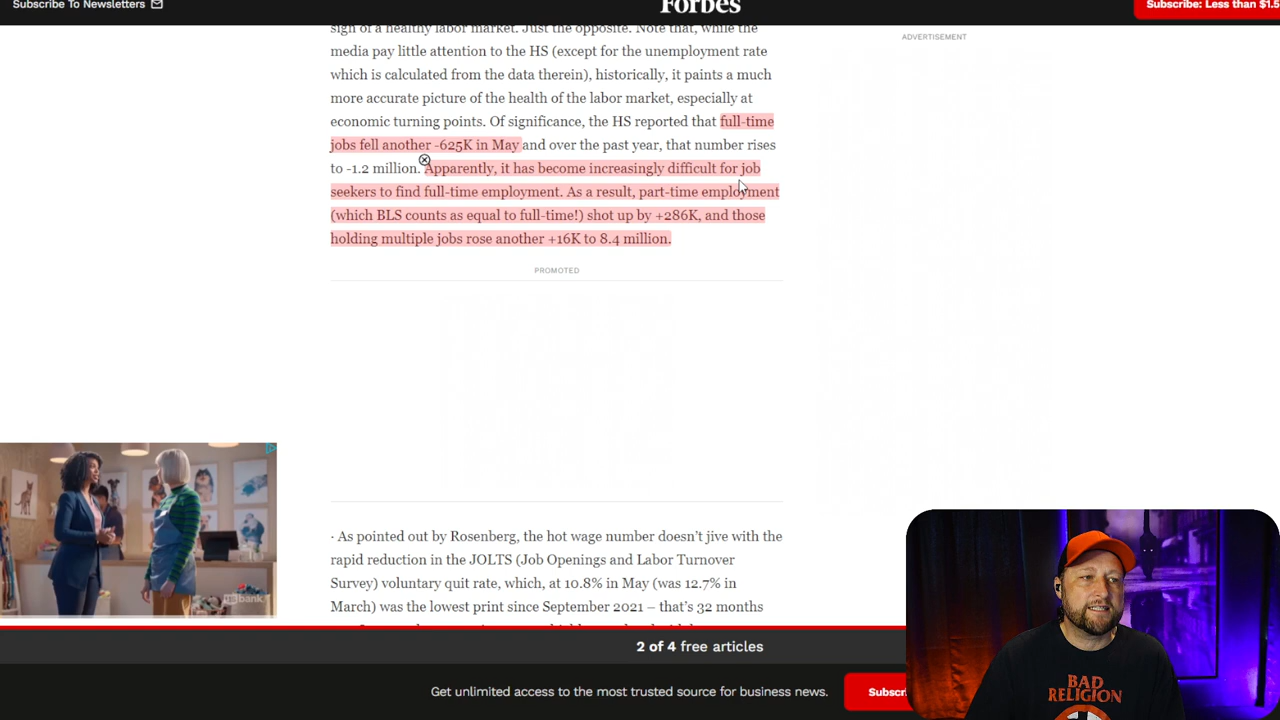 Subscribe To Newsletters
Forbes
Subscribe: Less than $1.5
ADVERTISEMENT
sign of a healthy labor market. Just the opposite. Note that, while the
media pay little attention to the HS (except for the unemployment rate
which is calculated from the data therein), historically, it paints a much
more accurate picture of the health of the labor market, especially at
economic turning points. Of significance, the HS reported that full-time
jobs fell another -625K in May and over the past year, that number rises
to -1.2 million. Apparently, it has become increasingly difficult for job
seekers to find full-time employment. As a result, part-time employment
(which BLS counts as equal to full-time!) shot up by +286K, and those
holding multiple jobs rose another +16K to 8.4 million.
PROMOTED
· As pointed out by Rosenberg, the hot wage number doesn't jive with the
rapid reduction in the JOLTS (Job Openings and Labor Turnover
Survey) voluntary quit rate, which, at 10.8% in May (was 12.7% in
March) was the lowest print since September 2021 – that's 32 months
usbank
2 of 4 free articles
Get unlimited access to the most trusted source for business news.
Subscr
BAD
RELIGION